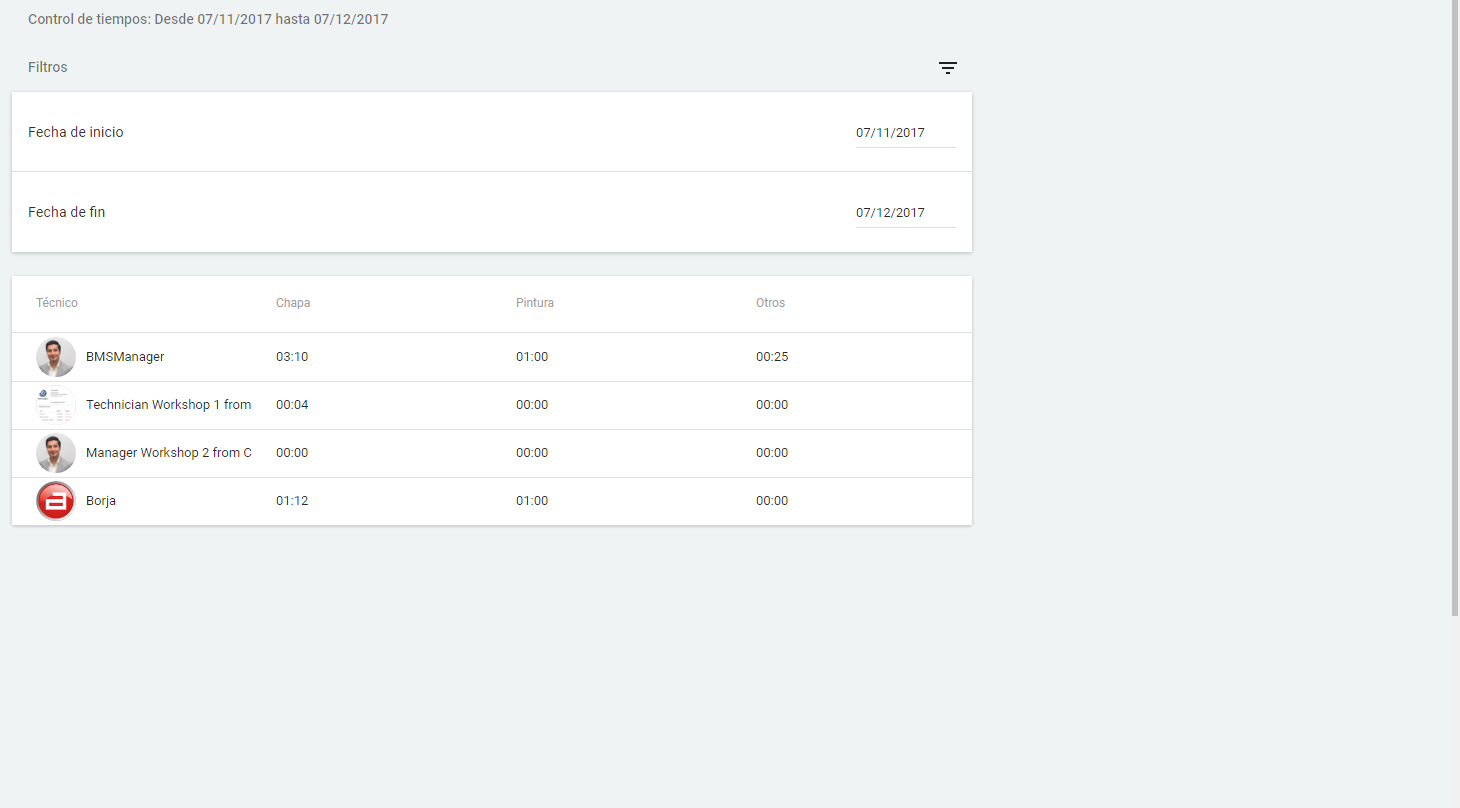 Control de tiempos: Desde 07/11/2017 hasta 07/12/2017
Filtros
Fecha de inicio 07/11/2017
Fecha de fin 07/12/2017
Técnico Chapa Pintura Otros
BMSManager 03:10 01:00 00:25
Technician Workshop 1 from 00:04 00:00 00:00
Manager Workshop 2 from C 00:00 00:00 00:00
Borja 01:12 01:00 00:00